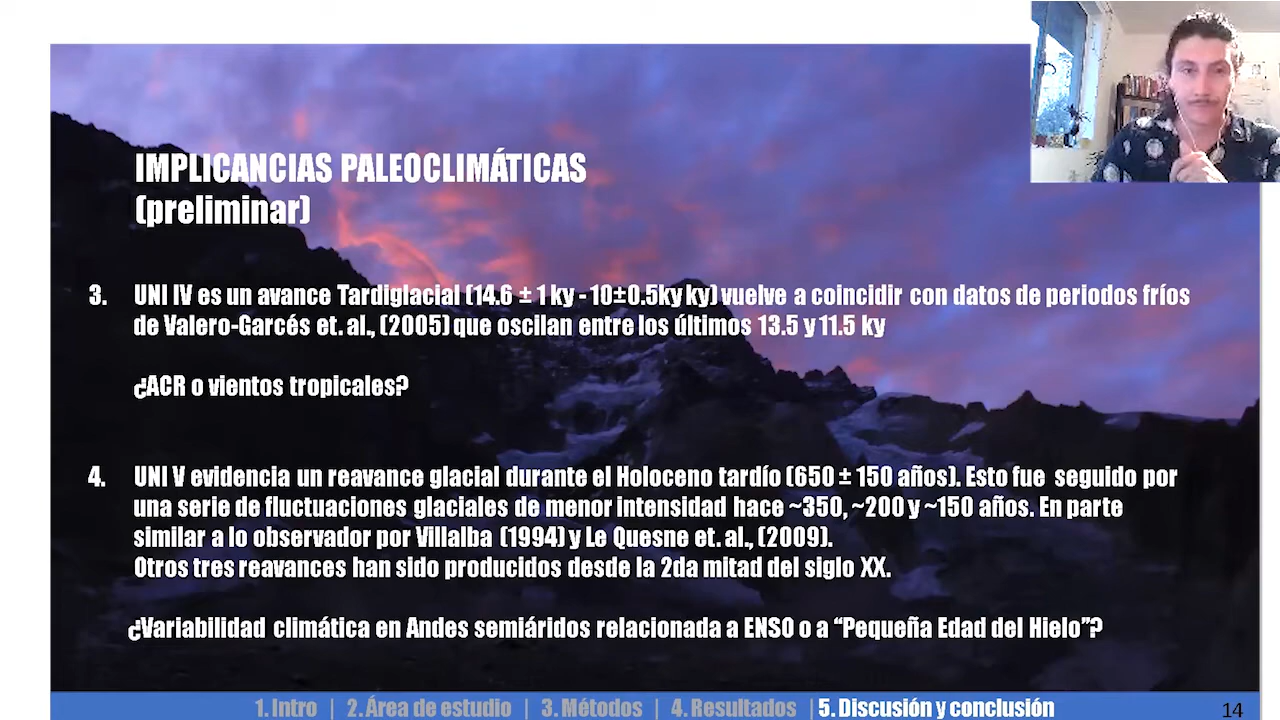 IMPLICANCIAS PALEOCLIMÁTICAS
(preliminar)
3. UNI IV es un avance Tardiglacial (14.6 ± 1 ky - 10±0.5ky ky) vuelve a coincidir con datos de periodos fríos
de Valero-Garcés et. al., (2005) que oscilan entre los últimos 13.5 y 11.5 ky
¿ACR o vientos tropicales?
4. UNI V evidencia un reavance glacial durante el Holoceno tardío (650 ± 150 años). Esto fue seguido por
una serie de fluctuaciones glaciales de menor intensidad hace ~350, ~200 y ~150 años. En parte
similar a lo observador por Villalba (1994) y Le Quesne et. al., (2009).
Otros tres reavances han sido producidos desde la 2da mitad del siglo XX.
¿Variabilidad climática en Andes semiáridos relacionada a ENSO o a “Pequeña Edad del Hielo”?
1. Intro | 2. Área de estudio | 3. Métodos | 4. Resultados | 5. Discusión y conclusión
14